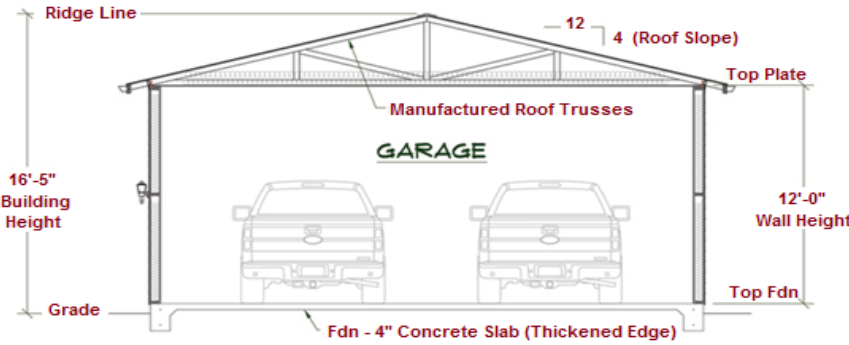 Ridge Line
12
4 (Roof Slope)
Top Plate
Manufactured Roof Trusses
GARAGE
16'-5"
Building
Height
12'-0"
Wall Height
Top Fdn
Grade
Fdn - 4" Concrete Slab (Thickened Edge)